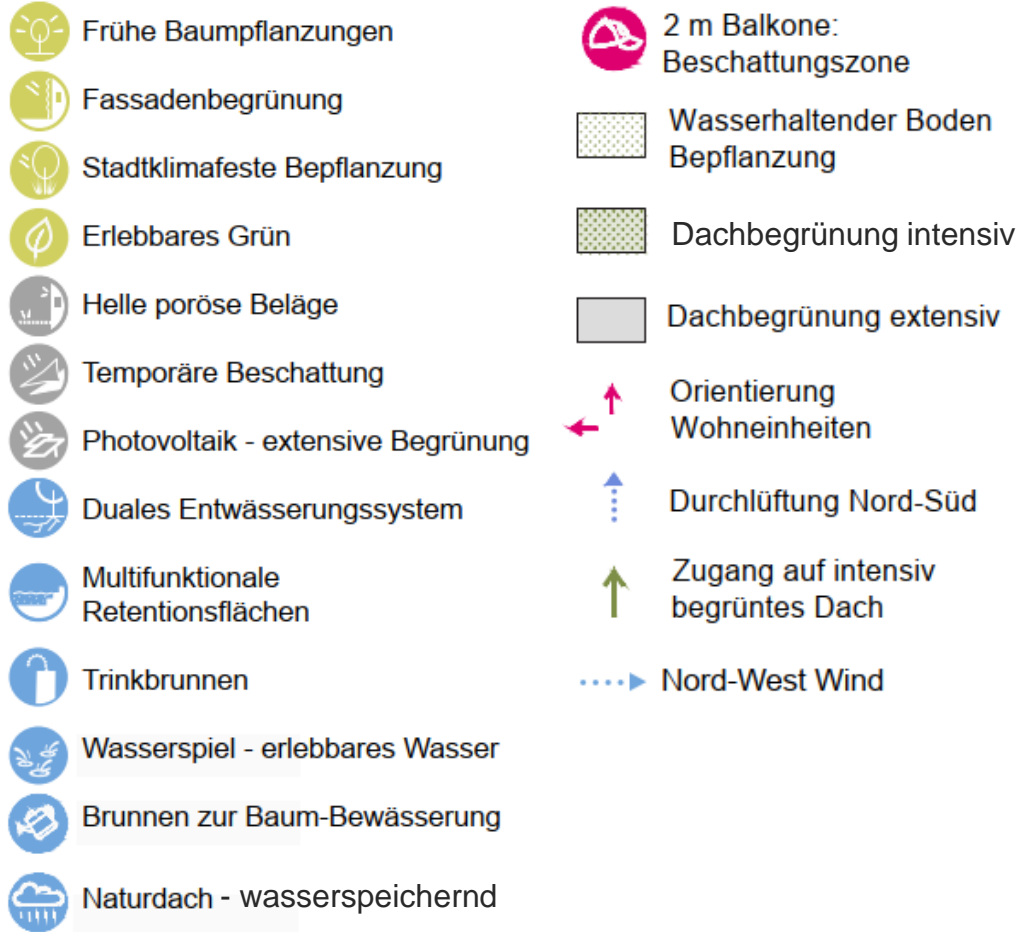 Frühe Baumpflanzungen
Fassadenbegrünung
Stadtklimafeste Bepflanzung
Erlebbares Grün
Helle poröse Beläge
Temporäre Beschattung
Photovoltaik - extensive Begrünung
Duales Entwässerungssystem
Multifunktionale
Retentionsflächen
Trinkbrunnen
Wasserspiel - erlebbares Wasser
Brunnen zur Baum-Bewässerung
Naturdach - wasserspeichernd
2 m Balkone:
Beschattungszone
Wasserhaltender Boden
Bepflanzung
Dachbegrünung intensiv
Dachbegrünung extensiv
Orientierung
Wohneinheiten
Durchlüftung Nord-Süd
Zugang auf intensiv
begrüntes Dach
Nord-West Wind